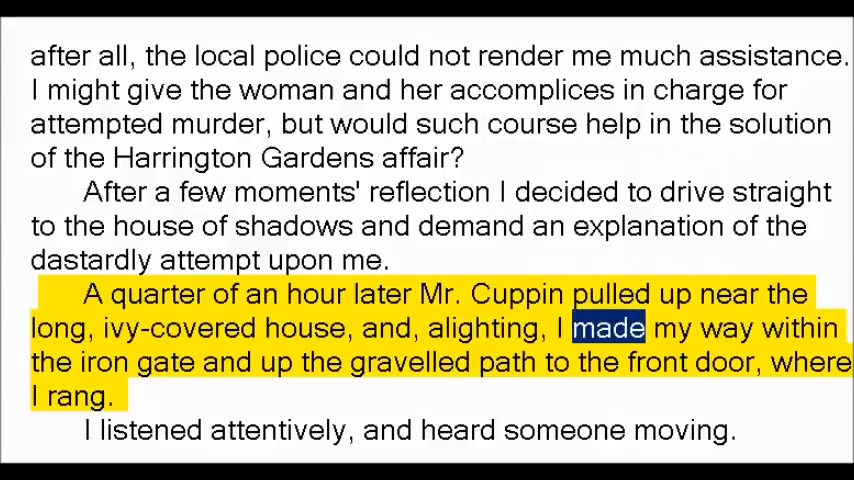 after all, the local police could not render me much assistance.
I might give the woman and her accomplices in charge for
attempted murder, but would such course help in the solution
of the Harrington Gardens affair?
After a few moments' reflection I decided to drive straight
to the house of shadows and demand an explanation of the
dastardly attempt upon me.
A quarter of an hour later Mr. Cuppin pulled up near the
long, ivy-covered house, and, alighting, I made my way within
the iron gate and up the gravelled path to the front door, where
I rang.
I listened attentively, and heard someone moving.